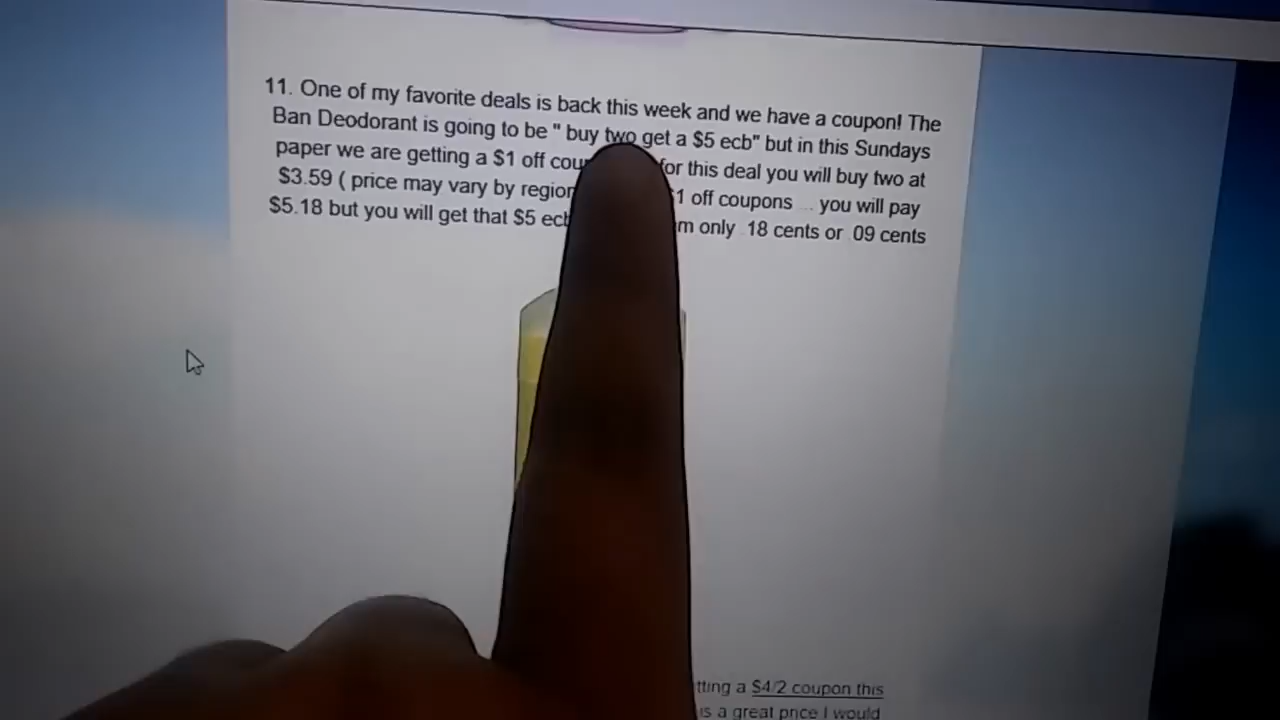 11. One of my favorite deals is back this week and we have a coupon! The
Ban Deodorant is going to be " buy two get a $5 ecb" but in this Sundays
paper we are getting a $1 off for this deal you will buy two at
$3.59 ( price may vary by $1 off coupons you will pay
$5.18 but you will get that $5 only 18 cents or 09 cents
a $4/2 coupon this
is a great price I would